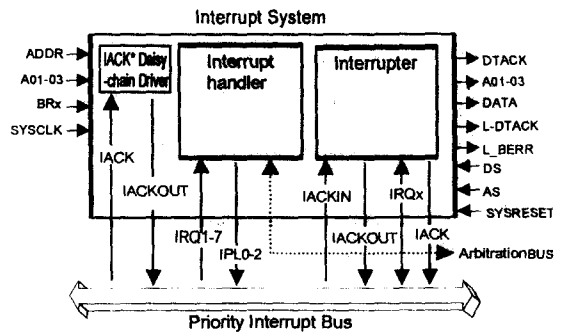 Interrupt System
ADDR
A01-03
BRx
SYSCLK
IACK* Daisy
-chain Driver
Interrupt
handler
Interrupter
DTACK
A01-03
DATA
L-DTACK
L_BERR
DS
AS
SYSRESET
IACK
IACKOUT
IRQ1-7
IPL0-2
IACKIN
IACKOUT
IRQx
IACK
ArbitrationBUS
Priority Interrupt Bus